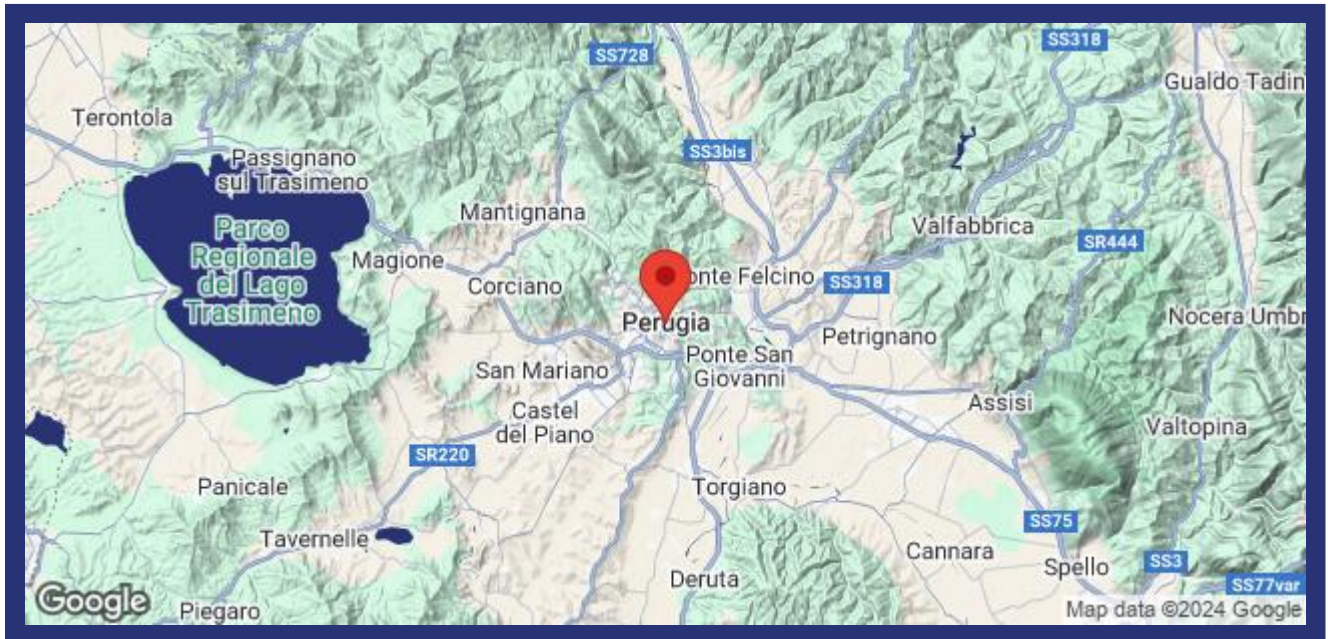 SS318
SS728
Gualdo Tadin
Terontola
SS3bis
Passignano
sul Trasimeno
Mantignana
Parco
Regionale
del Lago
Trasimeno
Valfabbrica
SR444
Magione
Corciano
onte Felcino
SS318
Perugia
Nocera Umbr
Petrignano
Ponte San
Giovanni
San Mariano
Assisi
Castel
del Piano
Valtopina
SR220
Panicale
Torgiano
SS75
Tavernelle
Cannara
SS3
Spello
Deruta
SS77var
Google
Piegaro
Map data ©2024 Google